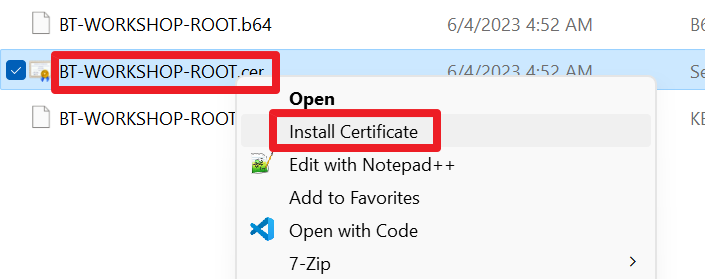 BT-WORKSHOP-ROOT.b64 6/4/2023 4:52 AM B6
BT-WORKSHOP-ROOT.cer 6/4/2023 4:52 AM Se
BT-WORKSHOP-ROOT KE
Open
Install Certificate
Edit with Notepad++
Add to Favorites
Open with Code
7-Zip